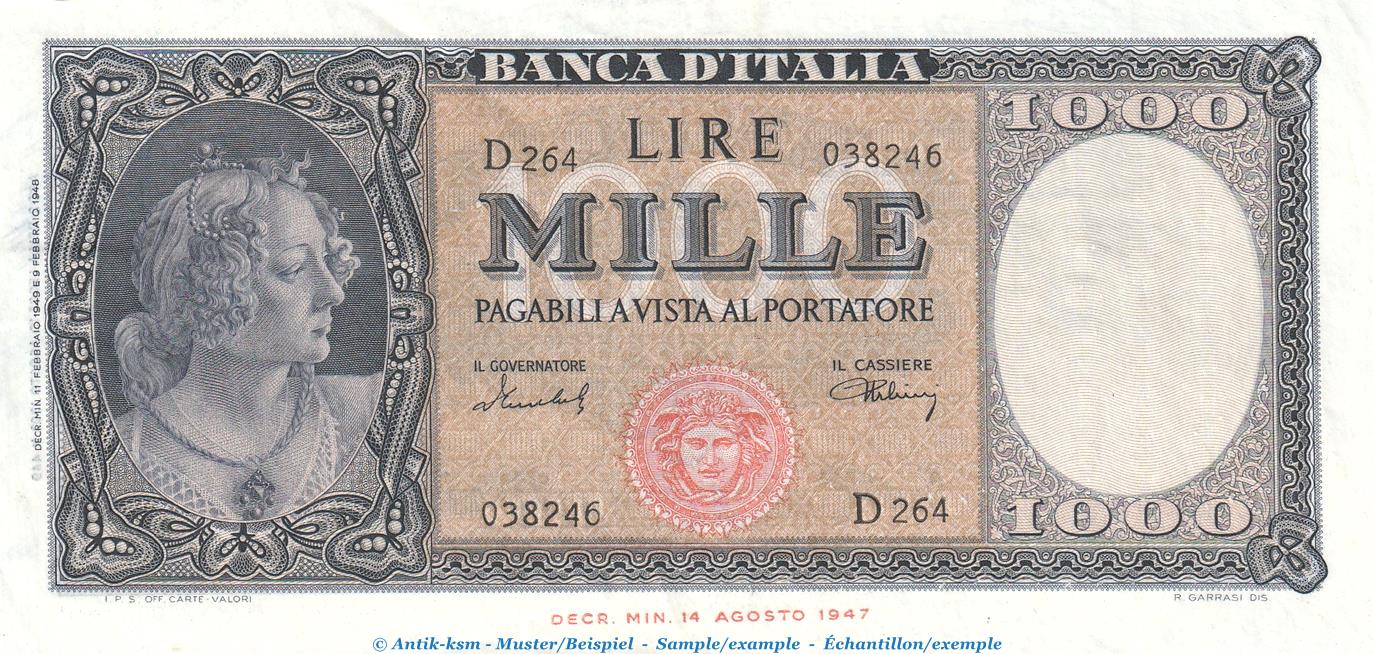 BANCA D'ITALIA
1000
D 264 LIRE 038246
1000
MILLE
PAGABILI A VISTA AL PORTATORE
IL GOVERNATORE IL CASSIERE
038246 D 264
1000
DECR. MIN. 11 FEBBRAIO 1949 E 9 FEBBRAIO 1948
I. P. S. OFF. CARTE-VALORI
R. GARRASI DIS.
DECR. MIN. 14 AGOSTO 1947
© Antik-ksm - Muster/Beispiel - Sample/example - Échantillon/exemple